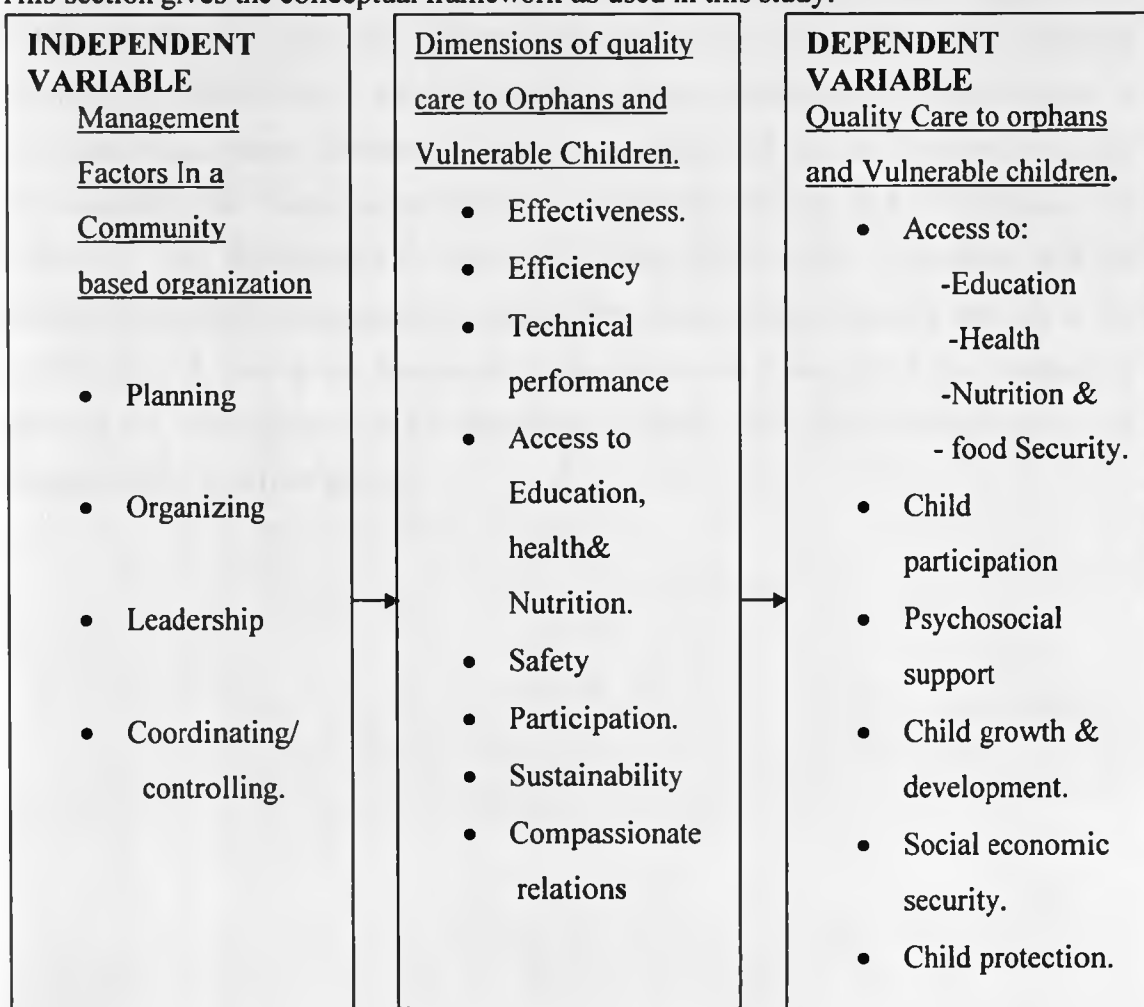 This section gives the conceptual framework as used in this study.
INDEPENDENT
VARIABLE
Management
Factors In a
Community
based organization
• Planning
• Organizing
• Leadership
• Coordinating/
controlling.
Dimensions of quality
care to Orphans and
Vulnerable Children.
• Effectiveness.
• Efficiency
• Technical
performance
• Access to
Education,
health&
Nutrition.
• Safety
• Participation.
• Sustainability
• Compassionate
relations
DEPENDENT
VARIABLE
Quality Care to orphans
and Vulnerable children.
• Access to:
-Education
-Health
-Nutrition &
- food Security.
• Child
participation
• Psychosocial
support
• Child growth &
development.
• Social economic
security.
• Child protection.